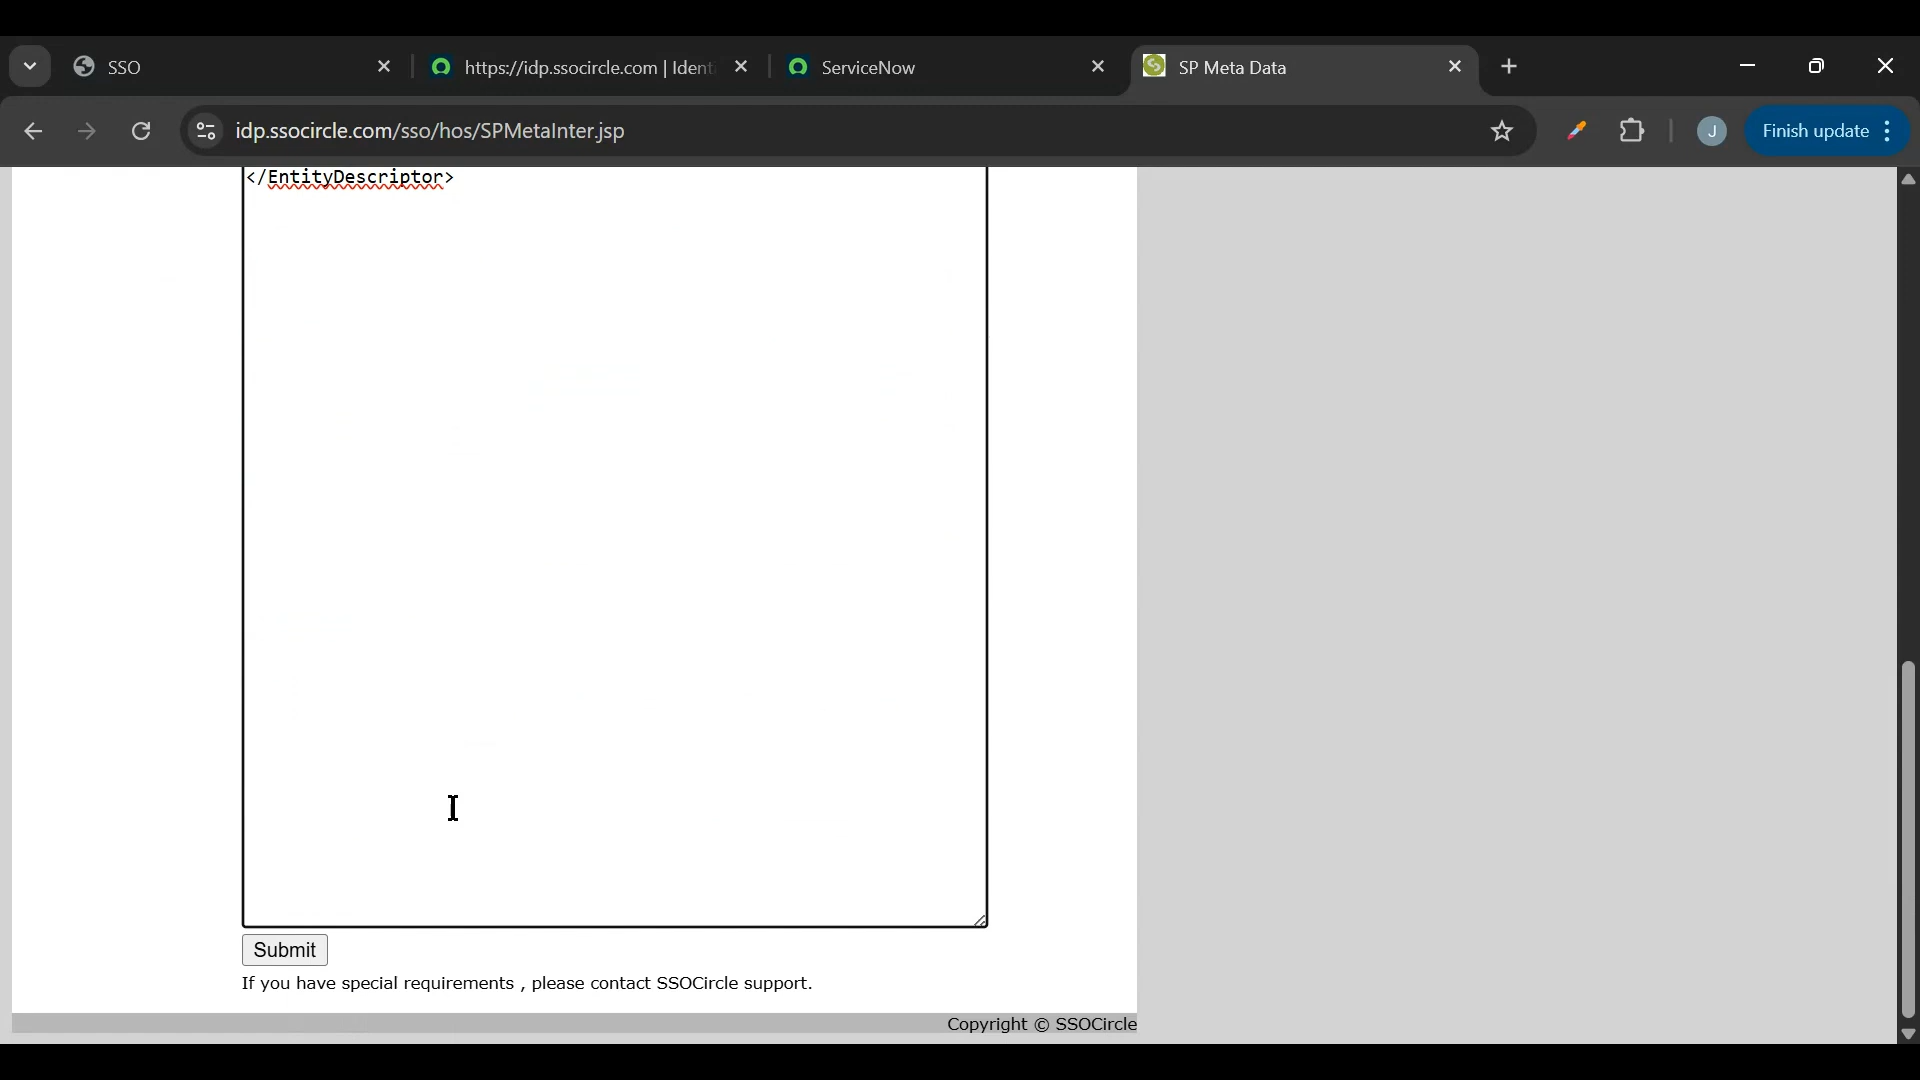 SSO
https://idp.ssocircle.com | Ident
ServiceNow
SP Meta Data
idp.ssocircle.com/sso/hos/SPMetaInter.jsp
J
Finish update
</EntityDescriptor>
Submit
If you have special requirements , please contact SSOCircle support.
Copyright © SSOCircle